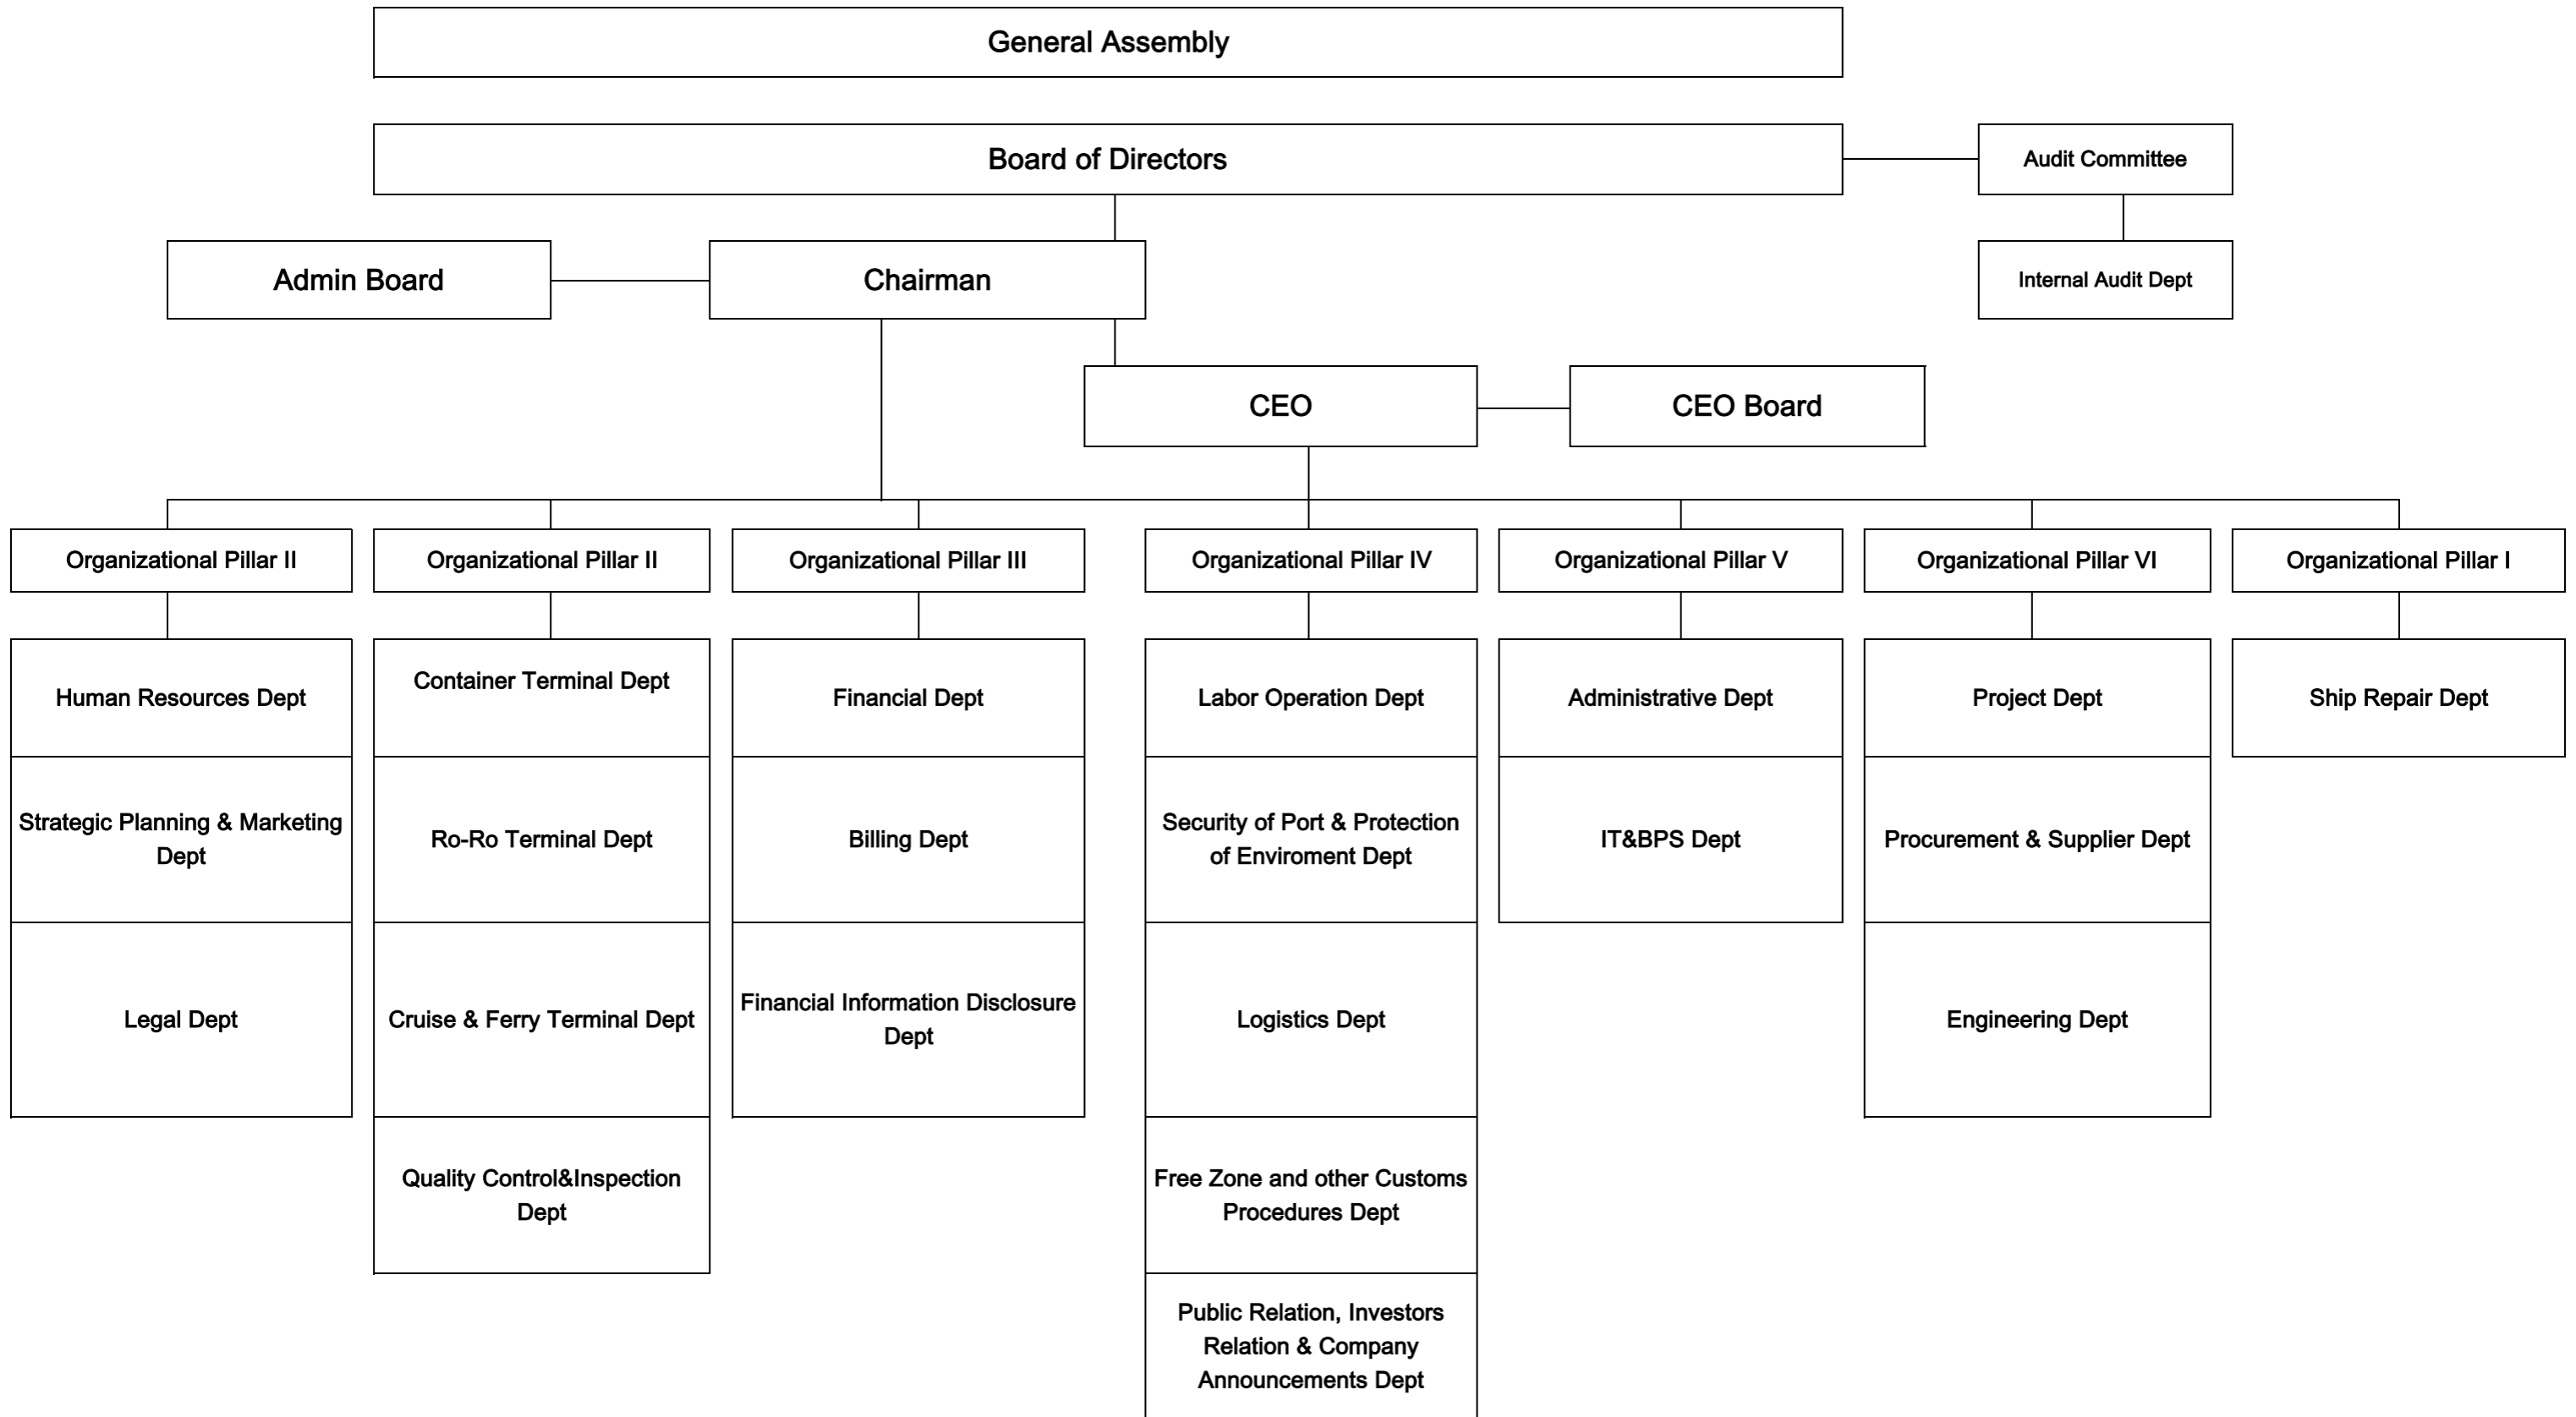 General Assembly
Board of Directors
Audit Committee
Admin Board
Chairman
Internal Audit Dept
CEO
CEO Board
Organizational Pillar II
Organizational Pillar II
Organizational Pillar III
Organizational Pillar IV
Organizational Pillar V
Organizational Pillar VI
Organizational Pillar I
Human Resources Dept
Container Terminal Dept
Financial Dept
Labor Operation Dept
Administrative Dept
Project Dept
Ship Repair Dept
Strategic Planning & Marketing
Dept
Ro-Ro Terminal Dept
Billing Dept
Security of Port & Protection
of Enviroment Dept
IT&BPS Dept
Procurement & Supplier Dept
Legal Dept
Cruise & Ferry Terminal Dept
Financial Information Disclosure
Dept
Logistics Dept
Engineering Dept
Quality Control&Inspection
Dept
Free Zone and other Customs
Procedures Dept
Public Relation, Investors
Relation & Company
Announcements Dept